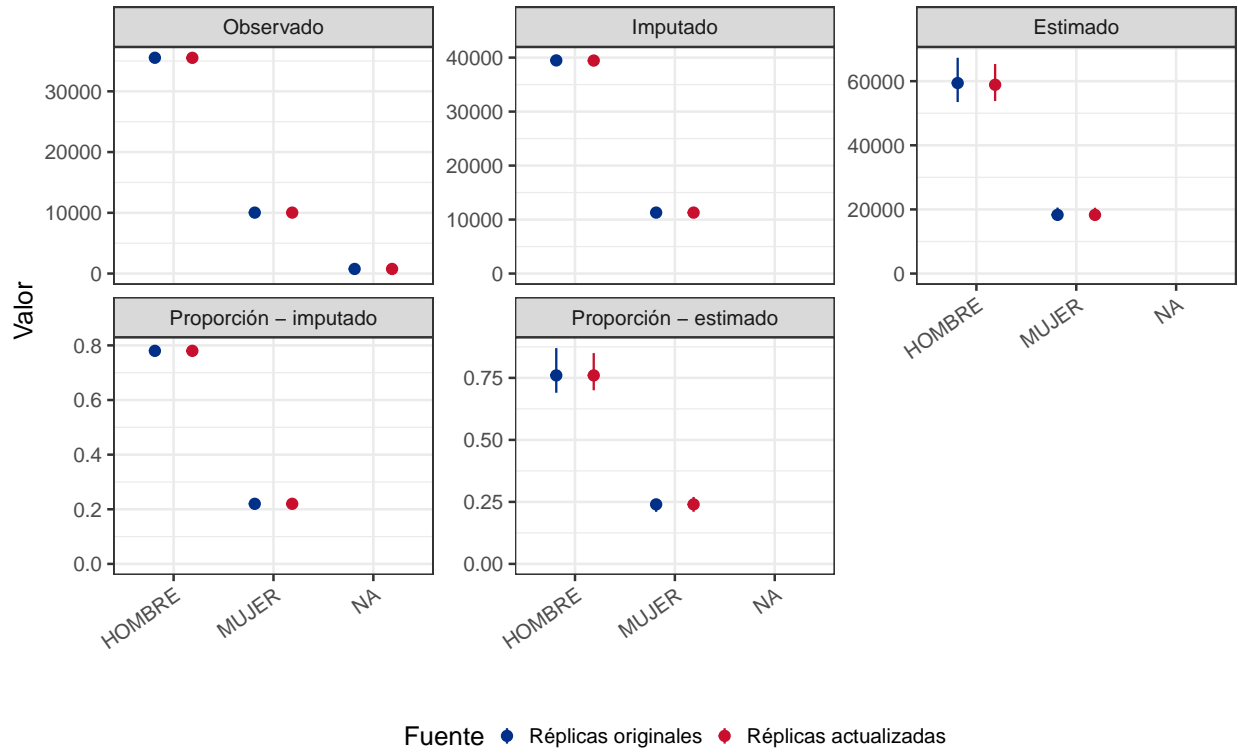 Observado
Imputado
Estimado
30000
20000
10000
0
40000
30000
20000
10000
0
60000
40000
20000
0
HOMBRE
MUJER
NA
Valor
Proporción − imputado
Proporción − estimado
0.8
0.6
0.4
0.2
0.0
0.75
0.50
0.25
0.00
HOMBRE
MUJER
NA
HOMBRE
MUJER
NA
Fuente Réplicas originales Réplicas actualizadas